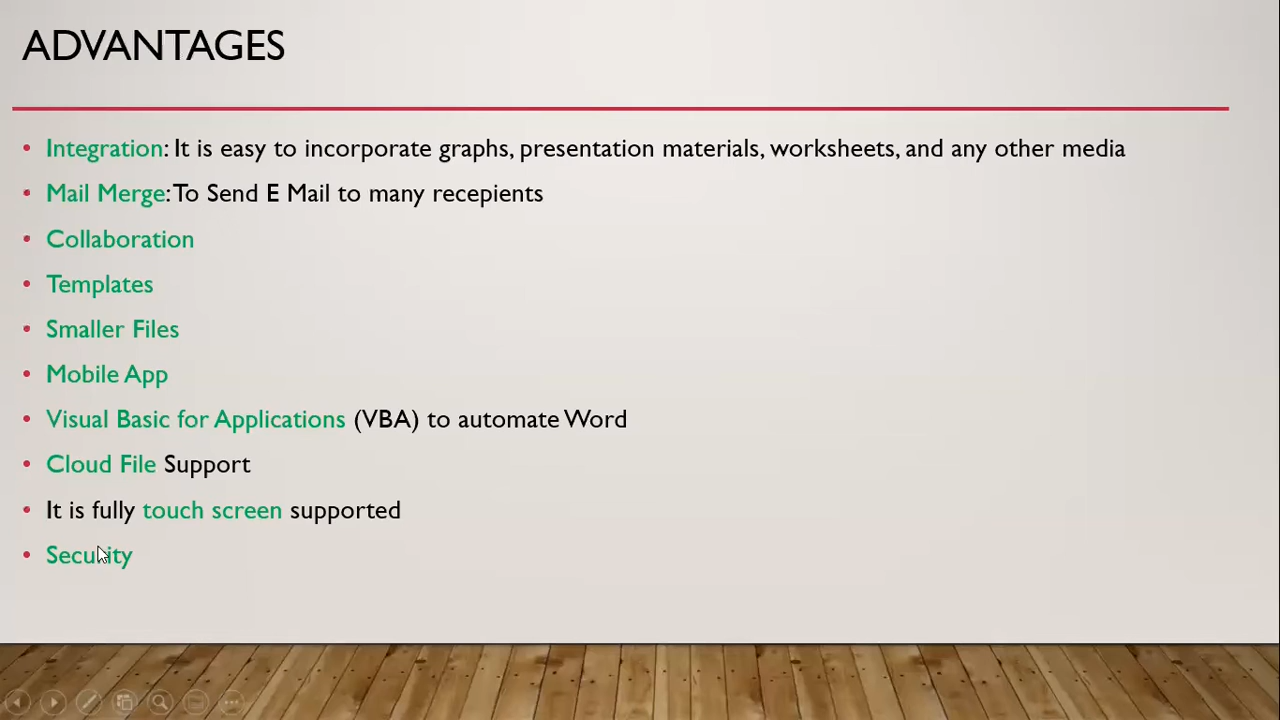 ADVANTAGES
• Integration: It is easy to incorporate graphs, presentation materials, worksheets, and any other media
• Mail Merge: To Send E Mail to many recepients
• Collaboration
• Templates
• Smaller Files
• Mobile App
• Visual Basic for Applications (VBA) to automate Word
• Cloud File Support
• It is fully touch screen supported
• Security